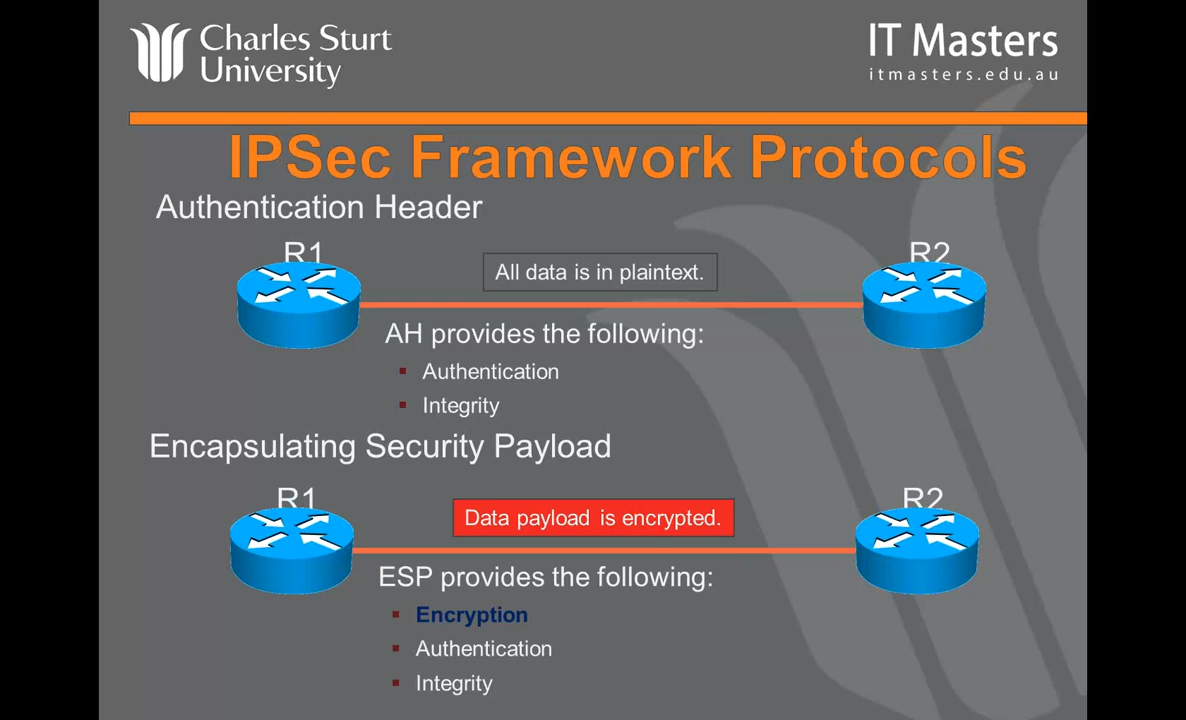 Charles Sturt
University
IT Masters
itmasters.edu.au
IPSec Framework Protocols
Authentication Header
R1
R2
All data is in plaintext.
AH provides the following:
Authentication
Integrity
Encapsulating Security Payload
R1
R2
Data payload is encrypted.
ESP provides the following:
Encryption
Authentication
Integrity